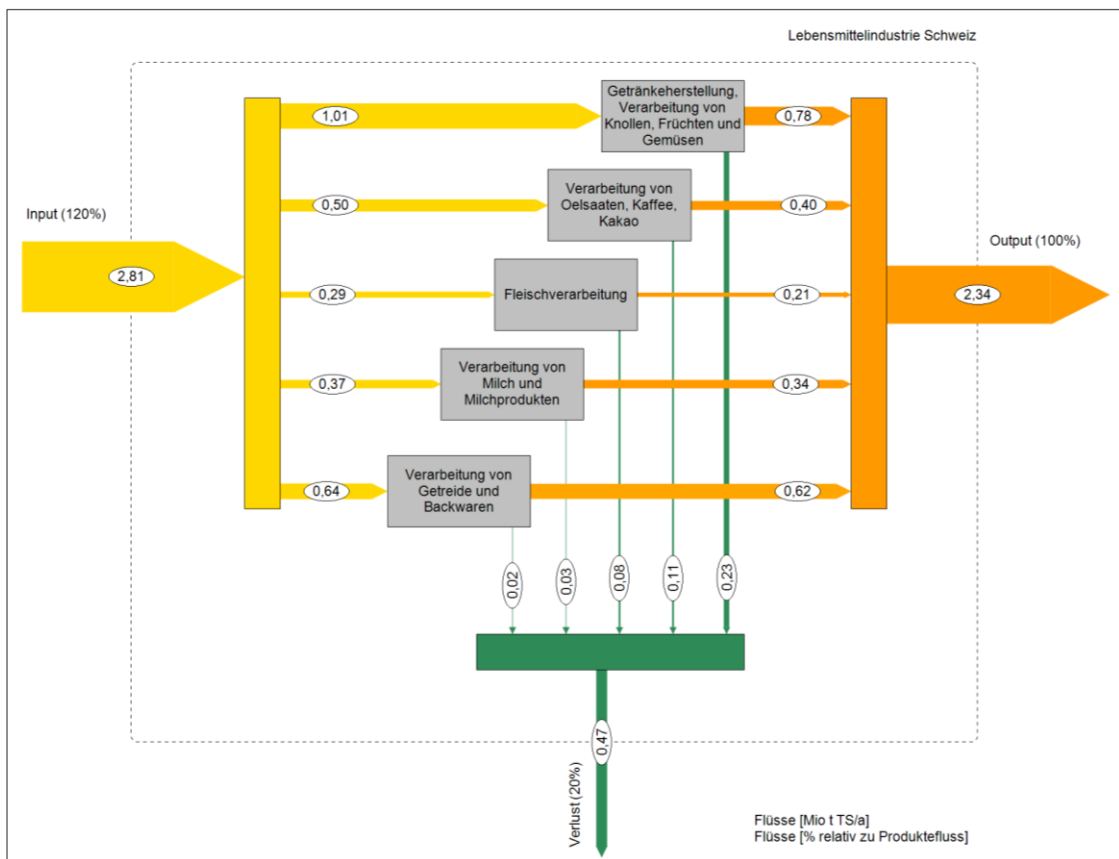 Lebensmittelindustrie Schweiz
Getränkeherstellung,
Verarbeitung von
Knollen, Früchten und
Gemüsen
1,01
0,78
Verarbeitung von
Oelsaaten, Kaffee,
Kakao
0,50
0,40
Input (120%)
Output (100%)
2,81
Fleischverarbeitung
0,29
0,21
2,34
Verarbeitung von
Milch und
Milchprodukten
0,37
0,34
Verarbeitung von
Getreide und
Backwaren
0,64
0,62
0,02
0,03
0,08
0,11
0,23
0,47
Verlust (20%)
Flüsse [Mio t TS/a]
Flüsse [% relativ zu Produktefluss]